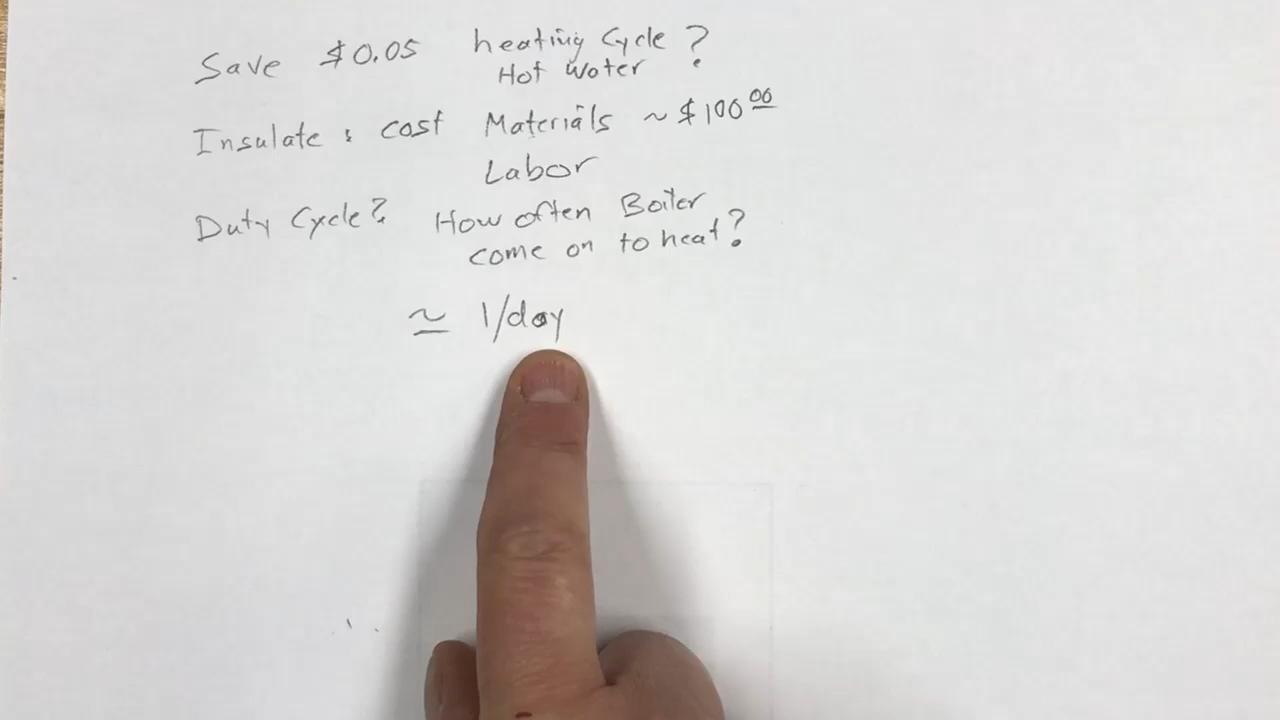 Save $0.05 heating Cycle ?
Hot Water
Insulate : cost Materials ~ $100.00
Labor
Duty Cycle? How often Boiler
come on to heat?
≃ 1/day